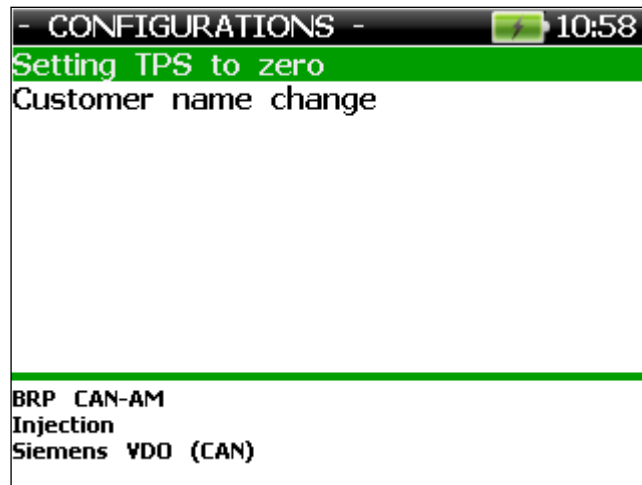 - CONFIGURATIONS - 10:58
Setting TPS to zero
Customer name change
BRP CAN-AM
Injection
Siemens VDO (CAN)